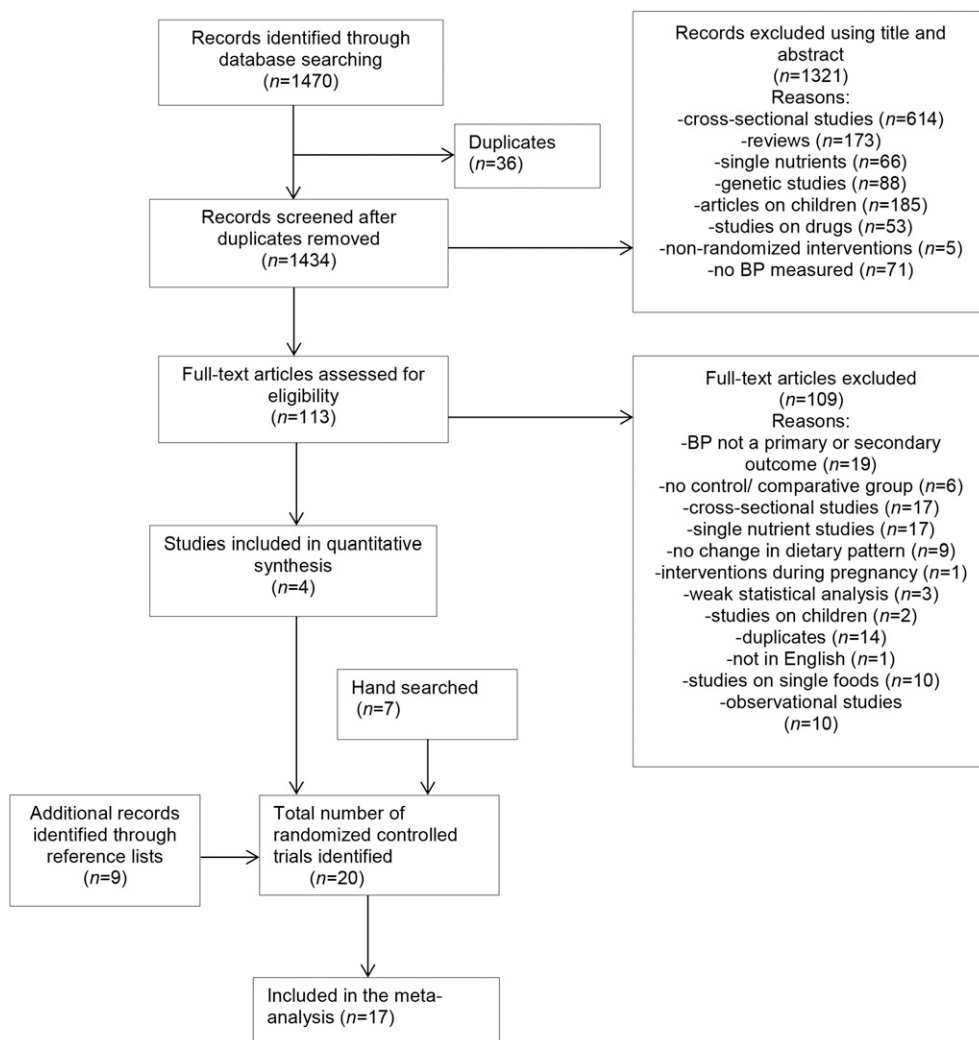 Records identified through
database searching
(n=1470)
Records excluded using title and
abstract
(n=1321)
Reasons:
-cross-sectional studies (n=614)
-reviews (n=173)
-single nutrients (n=66)
-genetic studies (n=88)
-articles on children (n=185)
-studies on drugs (n=53)
-non-randomized interventions (n=5)
-no BP measured (n=71)
Duplicates
(n=36)
Records screened after
duplicates removed
(n=1434)
Full-text articles assessed for
eligibility
(n=113)
Full-text articles excluded
(n=109)
Reasons:
-BP not a primary or secondary
outcome (n=19)
-no control/ comparative group (n=6)
-cross-sectional studies (n=17)
-single nutrient studies (n=17)
-no change in dietary pattern (n=9)
-interventions during pregnancy (n=1)
-weak statistical analysis (n=3)
-studies on children (n=2)
-duplicates (n=14)
-not in English (n=1)
-studies on single foods (n=10)
-observational studies
(n=10)
Studies included in quantitative
synthesis
(n=4)
Hand searched
(n=7)
Additional records
identified through
reference lists
(n=9)
Total number of
randomized controlled
trials identified
(n=20)
Included in the meta-
analysis (n=17)